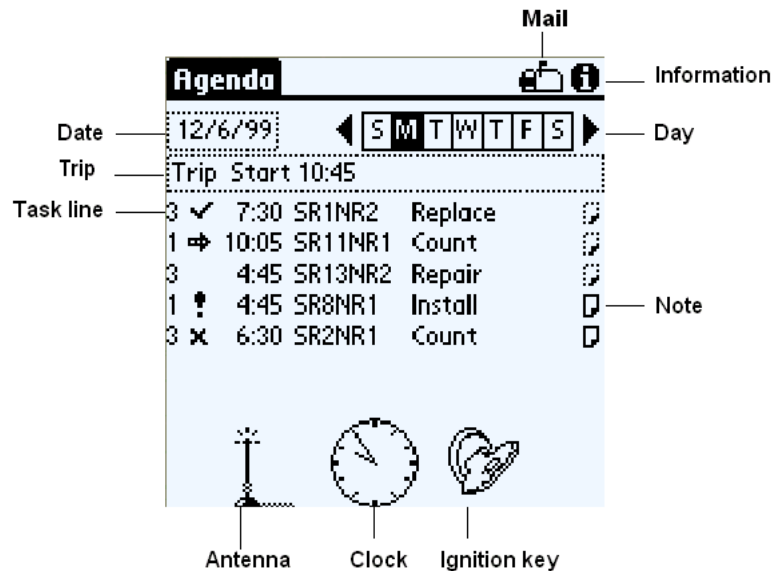 Mail
Agenda
Information
Date
12/6/99
S M T W T F S
Day
Trip
Trip Start 10:45
Task line
3 7:30 SR1NR2 Replace
1 10:05 SR11NR1 Count
3 4:45 SR13NR2 Repair
1 ! 4:45 SR8NR1 Install
Note
3 x 6:30 SR2NR1 Count
Antenna
Clock
Ignition key